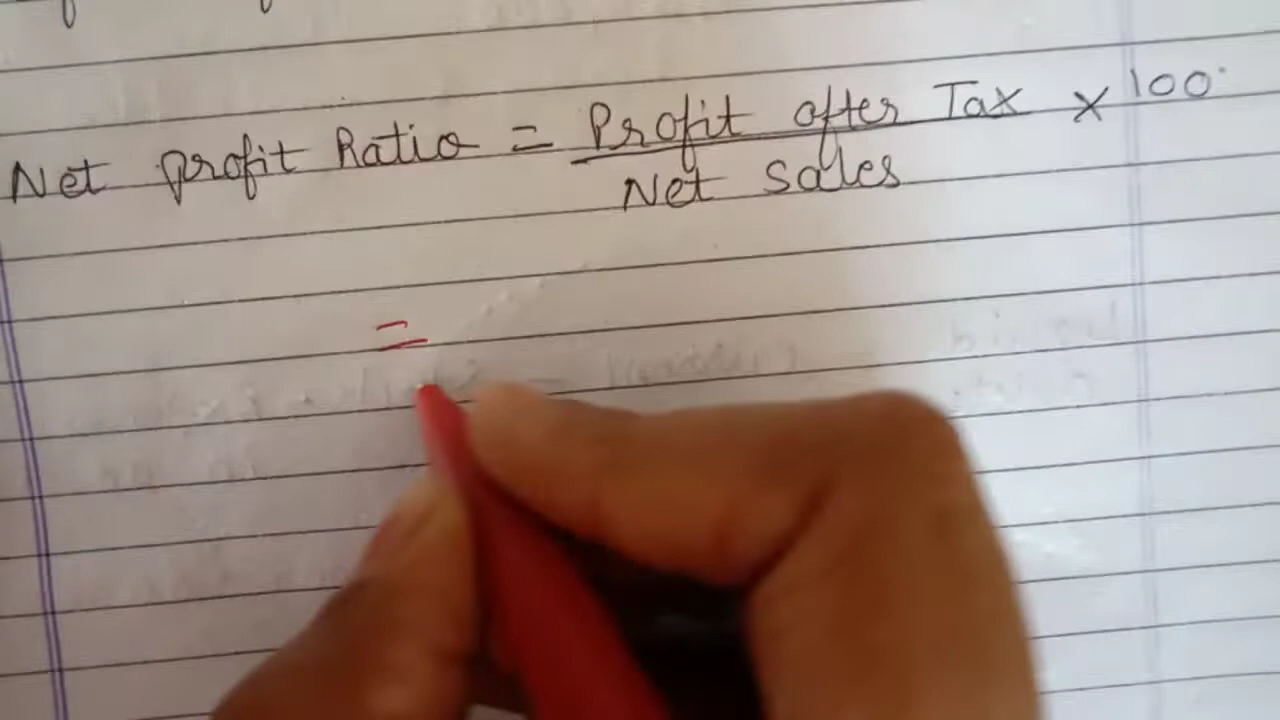 Net profit Ratio = Profit after Tax × 100
Net Sales
=